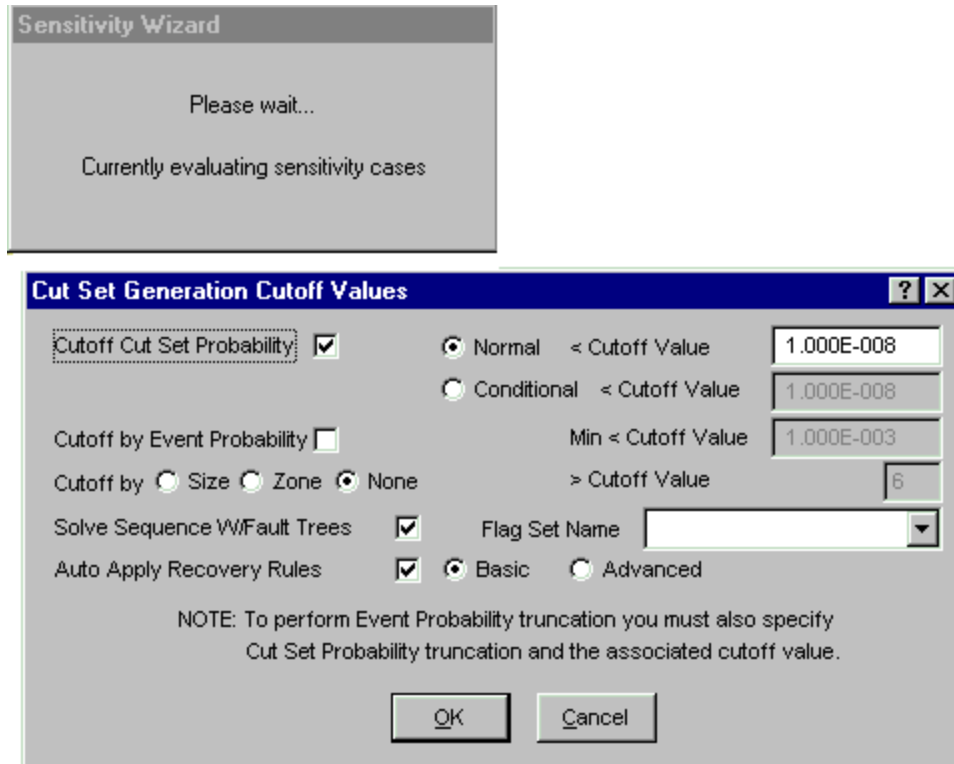 Sensitivity Wizard
Please wait...
Currently evaluating sensitivity cases
Cut Set Generation Cutoff Values
Cutoff Cut Set Probability Normal < Cutoff Value 1.000E-008
Conditional < Cutoff Value 1.000E-008
Cutoff by Event Probability Min < Cutoff Value 1.000E-003
Cutoff by Size Zone None > Cutoff Value 6
Solve Sequence W/Fault Trees Flag Set Name
Auto Apply Recovery Rules Basic Advanced
NOTE: To perform Event Probability truncation you must also specify
Cut Set Probability truncation and the associated cutoff value.
OK Cancel